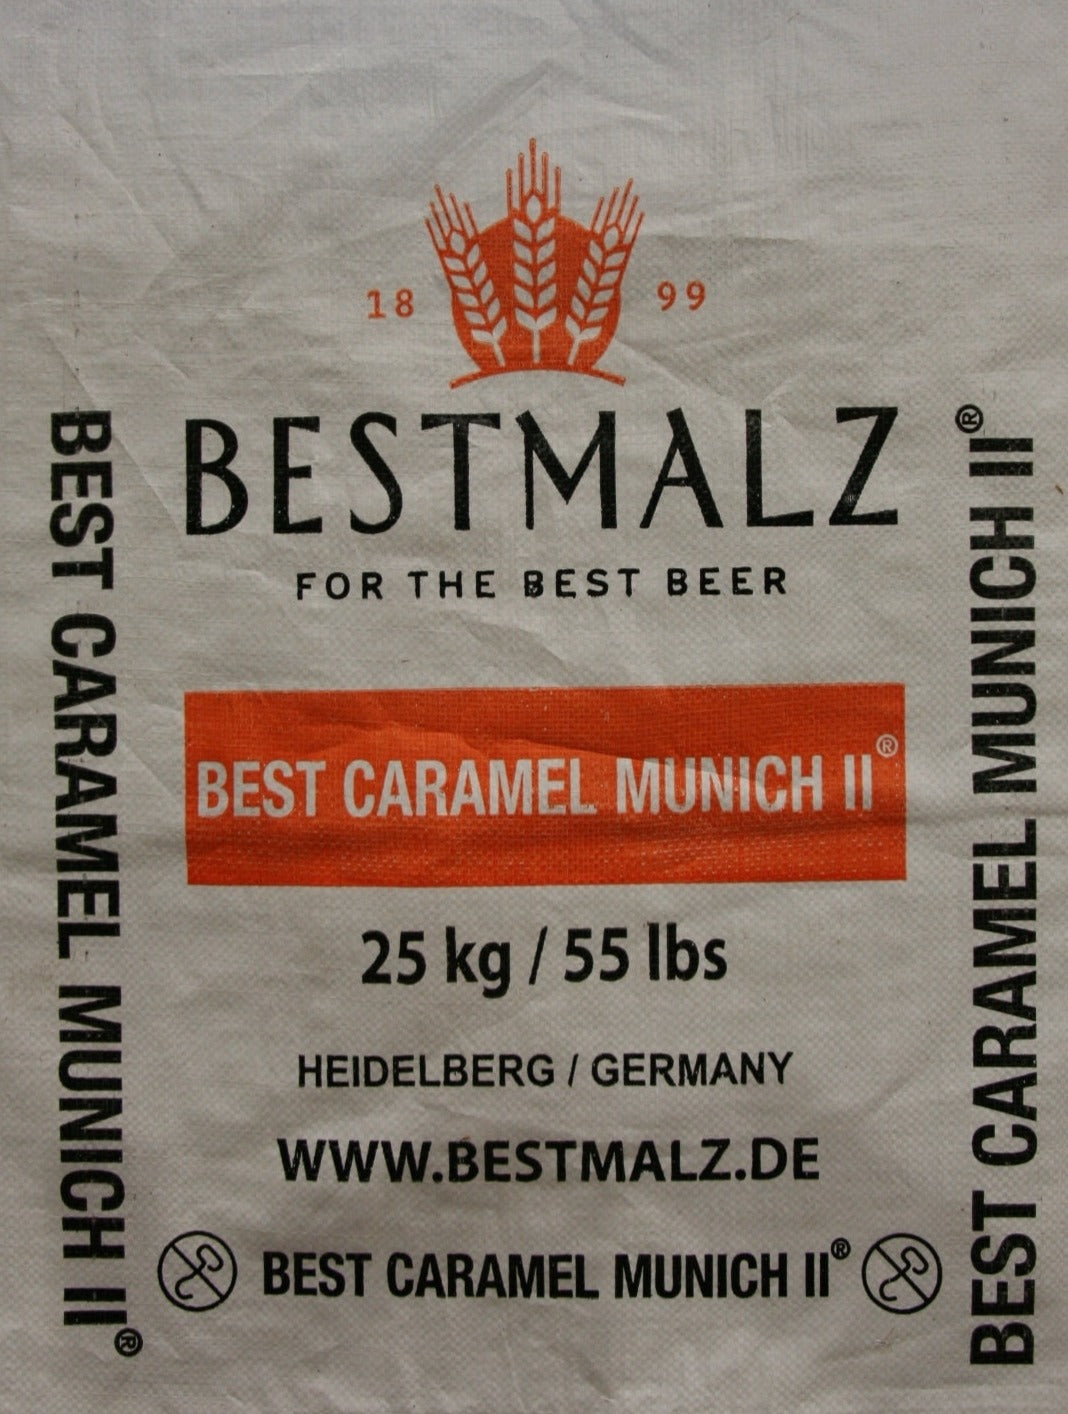 18 99
BESTMALZ
FOR THE BEST BEER
BEST CARAMEL MUNICH II®
25 kg / 55 lbs
HEIDELBERG / GERMANY
WWW.BESTMALZ.DE
BEST CARAMEL MUNICH II®
BEST CARAMEL MUNICH II®
BEST CARAMEL MUNICH II®